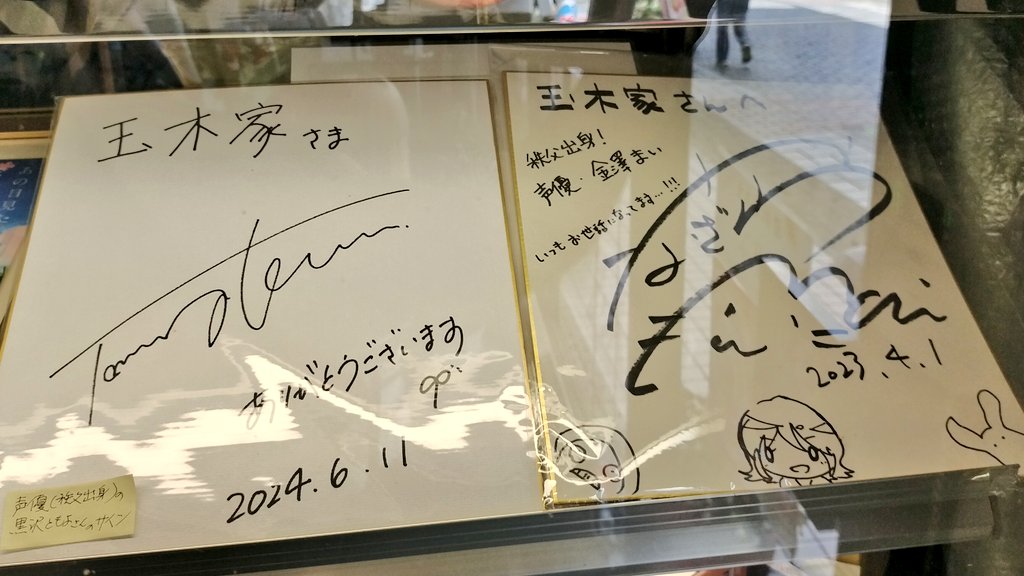 玉木家さま
ありがとうございます
2024.6.11
声優(秩父出身)の
黒沢ともよさんのサイン
玉木家さんへ
秩父出身!
声優・金澤まい
いつもお世話になってます…!!!
Mai
2023.4.1